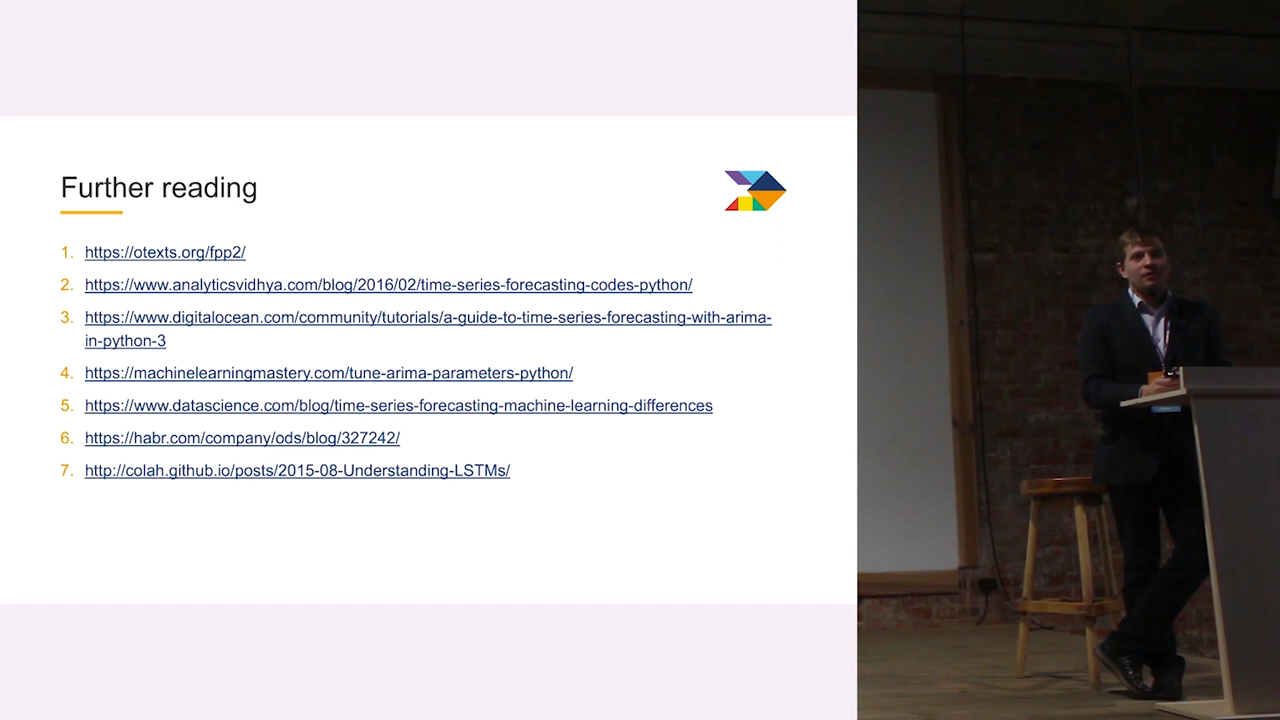 Further reading
1. https://otexts.org/fpp2/
2. https://www.analyticsvidhya.com/blog/2016/02/time-series-forecasting-codes-python/
3. https://www.digitalocean.com/community/tutorials/a-guide-to-time-series-forecasting-with-arima-
in-python-3
4. https://machinelearningmastery.com/tune-arima-parameters-python/
5. https://www.datascience.com/blog/time-series-forecasting-machine-learning-differences
6. https://habr.com/company/ods/blog/327242/
7. http://colah.github.io/posts/2015-08-Understanding-LSTMs/